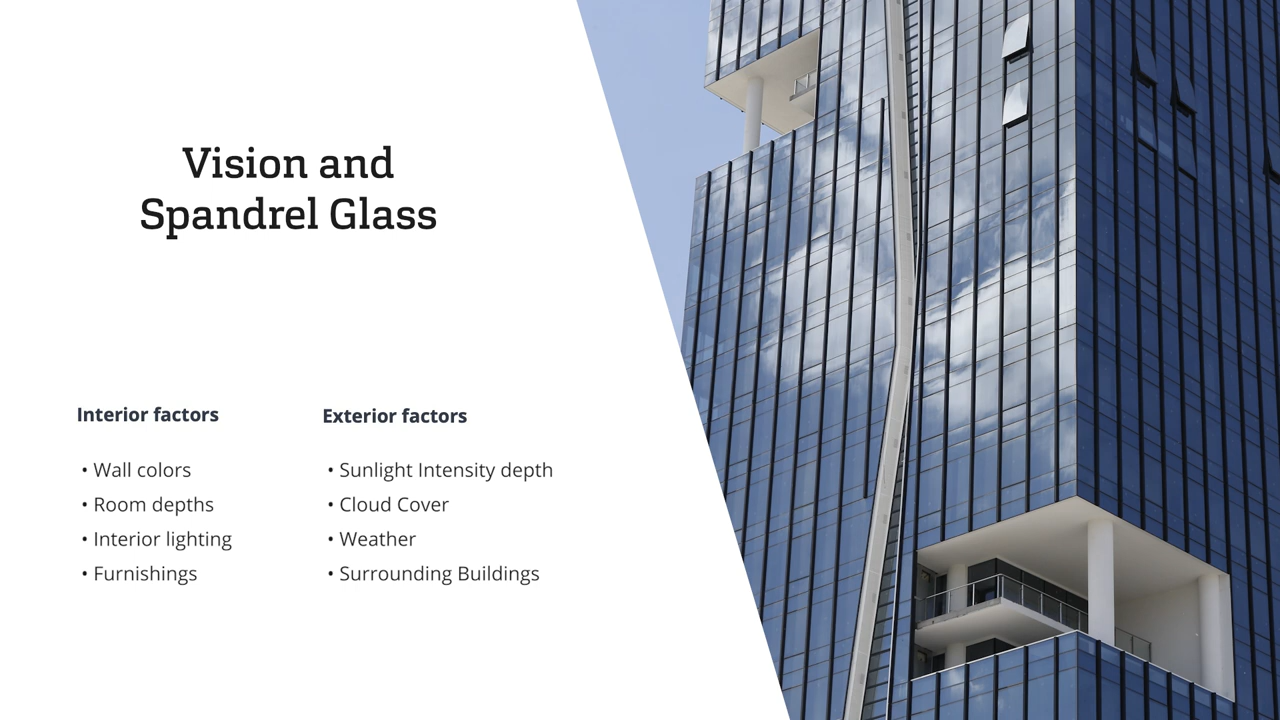 Vision and
Spandrel Glass
Interior factors
• Wall colors
• Room depths
• Interior lighting
• Furnishings
Exterior factors
• Sunlight Intensity depth
• Cloud Cover
• Weather
• Surrounding Buildings